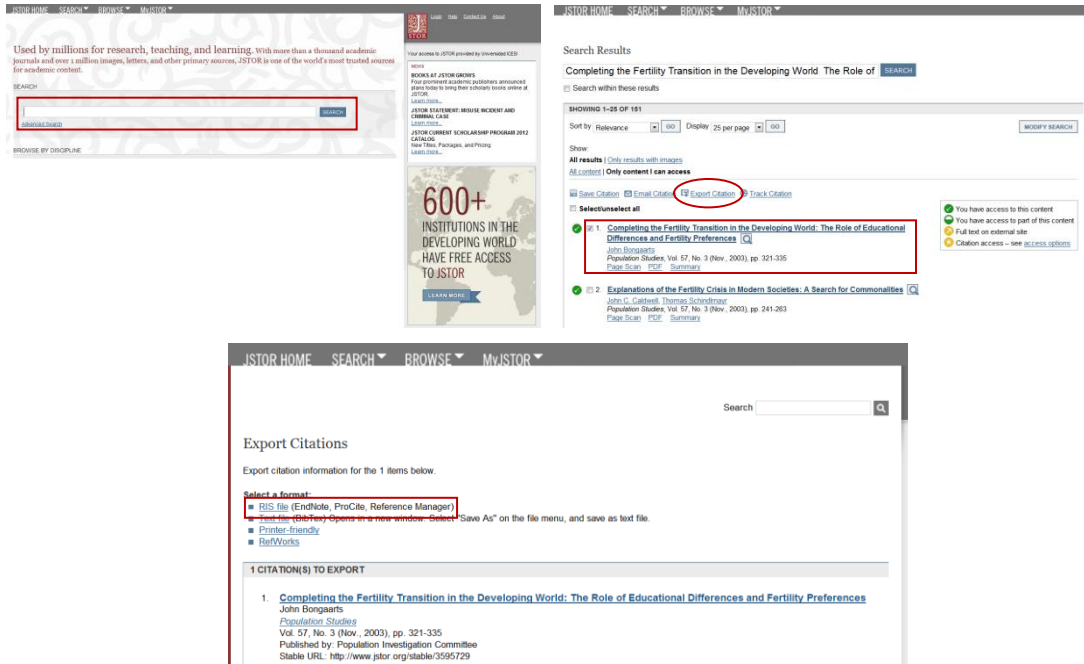 JSTOR HOME SEARCH BROWSE MyJSTOR
Used by millions for research, teaching, and learning. With more than a thousand academic
journals and over 1 million images, letters, and other primary sources, JSTOR is one of the world's most trusted sources
for academic content.
SEARCH
SEARCH
Advanced Search
BROWSE BY DISCIPLINE
JSTOR
Login Help Contact Us About
Your access to JSTOR provided by Universidad ICESI
NEWS
BOOKS AT JSTOR GROWS
Four prominent academic publishers announced
plans today to bring their scholarly books online at
JSTOR.
Learn more...
JSTOR STATEMENT: MISUSE INCIDENT AND
CRIMINAL CASE
Learn more...
JSTOR CURRENT SCHOLARSHIP PROGRAM 2012
CATALOG
New Titles, Packages, and Pricing
Learn more...
600+
INSTITUTIONS IN THE
DEVELOPING WORLD
HAVE FREE ACCESS
TO JSTOR
LEARN MORE
JSTOR HOME SEARCH BROWSE MyJSTOR
Search Results
Completing the Fertility Transition in the Developing World The Role of SEARCH
Search within these results
SHOWING 1-25 OF 151
Sort by Relevance GO Display 25 per page GO
MODIFY SEARCH
Show:
All results | Only results with images
All content | Only content I can access
Save Citation Email Citation Export Citation Track Citation
Select/unselect all
1. Completing the Fertility Transition in the Developing World: The Role of Educational
Differences and Fertility Preferences
John Bongaarts
Population Studies, Vol. 57, No. 3 (Nov., 2003), pp. 321-335
Page Scan PDF Summary
2. Explanations of the Fertility Crisis in Modern Societies: A Search for Commonalities
John C. Caldwell, Thomas Schindlmayr
Population Studies, Vol. 57, No. 3 (Nov., 2003), pp. 241-263
Page Scan PDF Summary
You have access to this content
You have access to part of this content
Full text on external site
Citation access – see access options
JSTOR HOME SEARCH BROWSE MyJSTOR
Search
Export Citations
Export citation information for the 1 items below.
Select a format:
RIS file (EndNote, ProCite, Reference Manager)
Text file (BibTex) Opens in a new window. Select "Save As" on the file menu, and save as text file.
Printer-friendly
RefWorks
1 CITATION(S) TO EXPORT
1. Completing the Fertility Transition in the Developing World: The Role of Educational Differences and Fertility Preferences
John Bongaarts
Population Studies
Vol. 57, No. 3 (Nov., 2003), pp. 321-335
Published by: Population Investigation Committee
Stable URL: http://www.jstor.org/stable/3595729